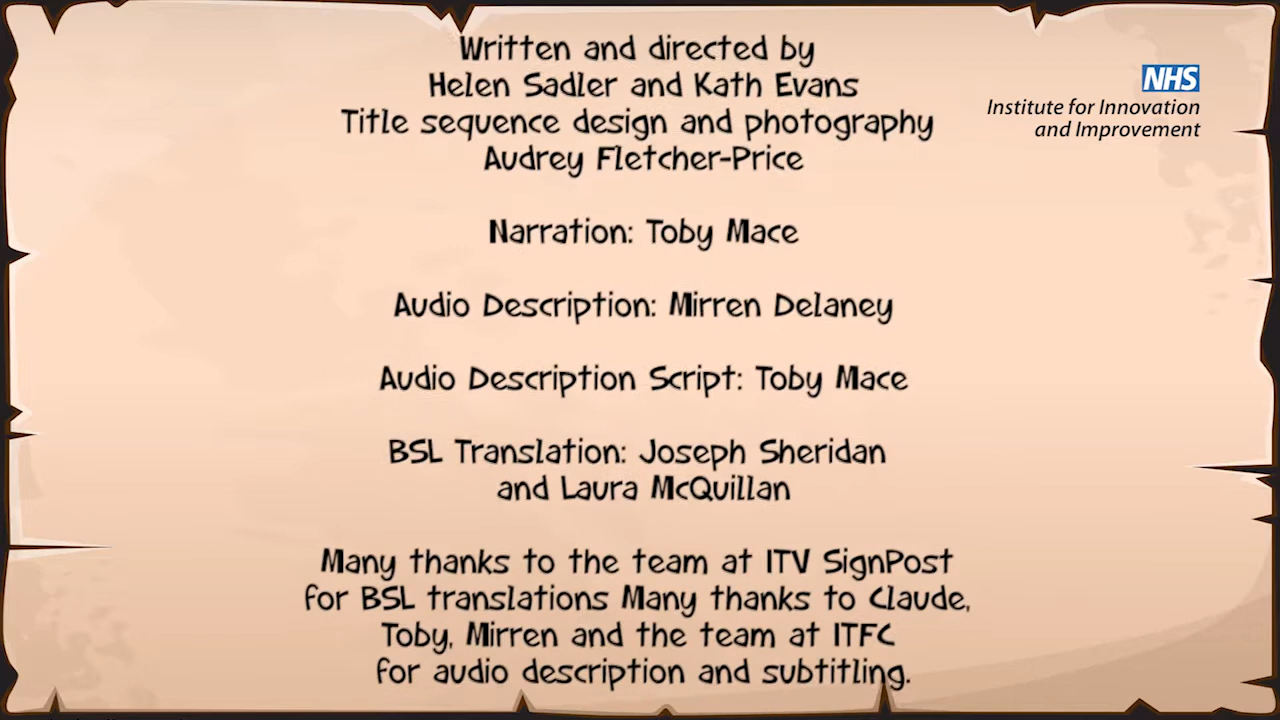 Written and directed by
Helen Sadler and Kath Evans
Title sequence design and photography
Audrey Fletcher-Price
Narration: Toby Mace
Audio Description: Mirren Delaney
Audio Description Script: Toby Mace
BSL Translation: Joseph Sheridan
and Laura McQuillan
Many thanks to the team at ITV SignPost
for BSL translations Many thanks to Claude,
Toby, Mirren and the team at ITFC
for audio description and subtitling.
NHS
Institute for Innovation
and Improvement